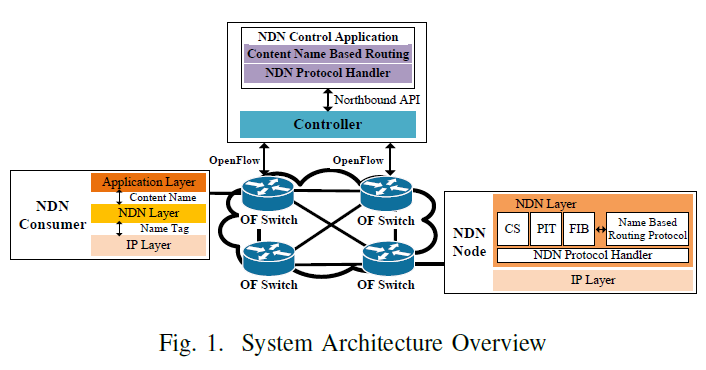 NDN Control Application
Content Name Based Routing
NDN Protocol Handler
Northbound API
Controller
OpenFlow
OpenFlow
NDN
Consumer
Application Layer
Content Name
NDN Layer
Name Tag
IP Layer
OF Switch
OF Switch
OF Switch
OF Switch
NDN
Node
NDN Layer
CS
PIT
FIB
Name Based
Routing Protocol
NDN Protocol Handler
IP Layer
Fig. 1. System Architecture Overview